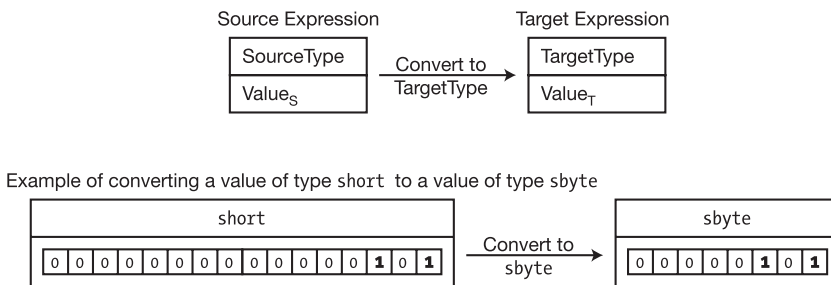 Source Expression Target Expression
SourceType Convert to TargetType
TargetType
ValueS ValueT
Example of converting a value of type short to a value of type sbyte
short sbyte
0 0 0 0 0 0 0 0 0 0 0 0 0 1 0 1 Convert to 0 0 0 0 0 1 0 1
sbyte